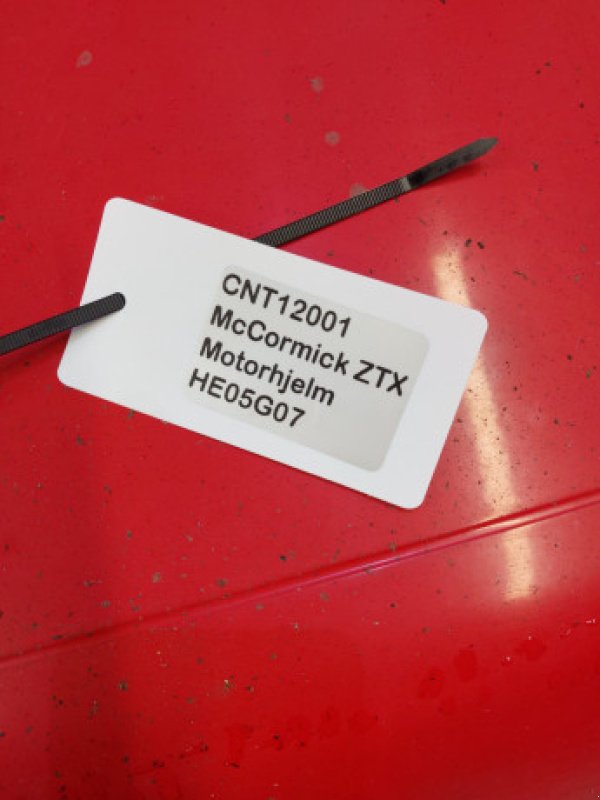 CNT12001
McCormick ZTX
Motorhjelm
HE05G07